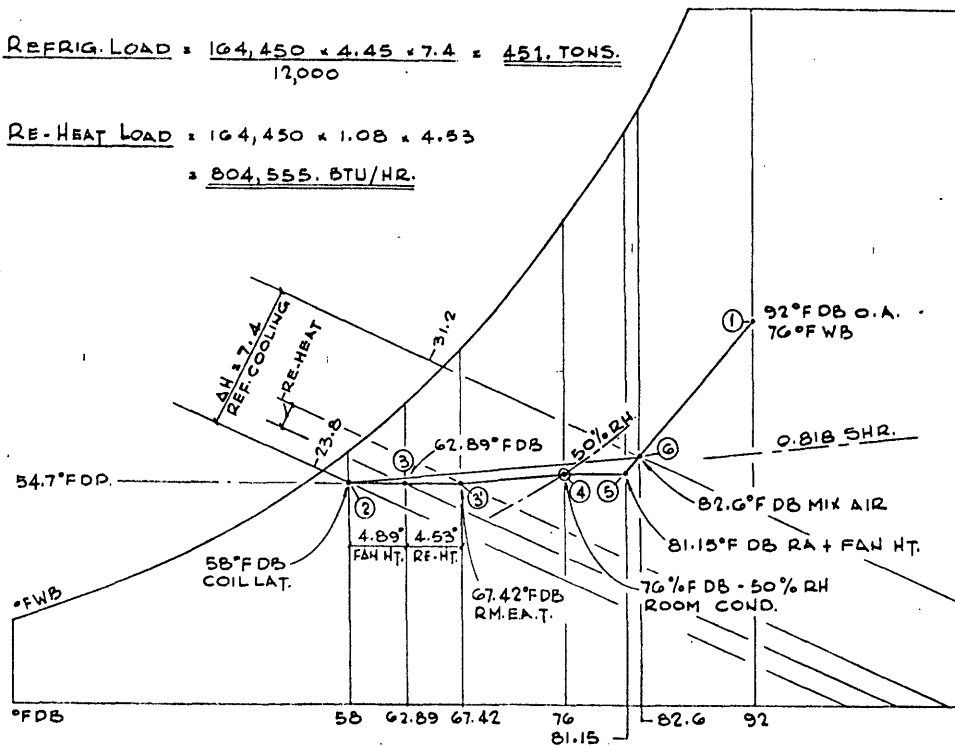 REFRIG. LOAD = 164,450 x 4.45 x 7.4 = 451. TONS.
12,000
RE-HEAT LOAD = 164,450 x 1.08 x 4.53
= 804,555. BTU/HR.
ΔH = 7.4
REF. COOLING
RE-HEAT
31.2
23.8
1
92°F DB O.A.
76°F WB
50% RH.
0.818 SHR.
62.89°F DB
54.7°F DP.
2
3
3'
4
5
6
82.6°F DB MIX AIR
81.15°F DB RA + FAN HT.
76%F DB - 50% RH
ROOM COND.
4.89°
FAN HT.
4.53°
RE-HT.
58°F DB
COIL LAT.
67.42°F DB
RM. E.A.T.
°FWB
°FDB
58
62.89
67.42
76
81.15
82.6
92